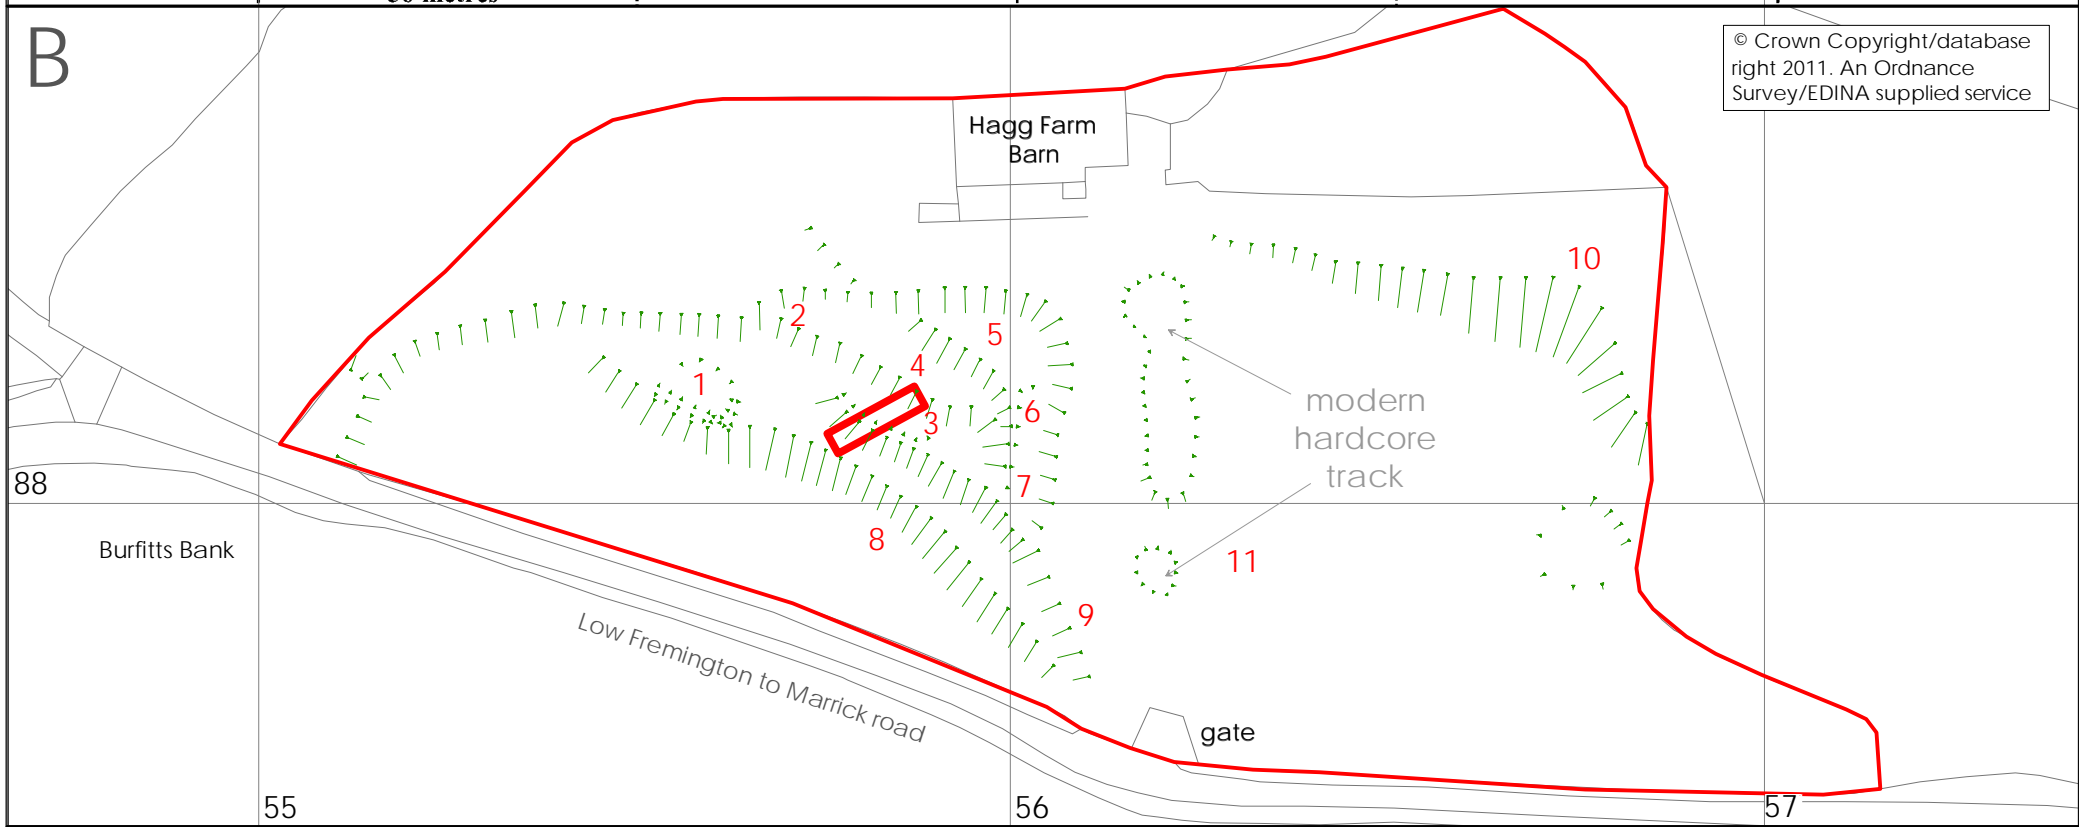 50 metres
B
© Crown Copyright/database
right 2011. An Ordnance
Survey/EDINA supplied service
Hagg Farm
Barn
10
2
5
4
1
modern
hardcore
track
6
3
88
7
8
Burfitts Bank
11
9
Low Fremington to Marrick road
gate
55
56
57